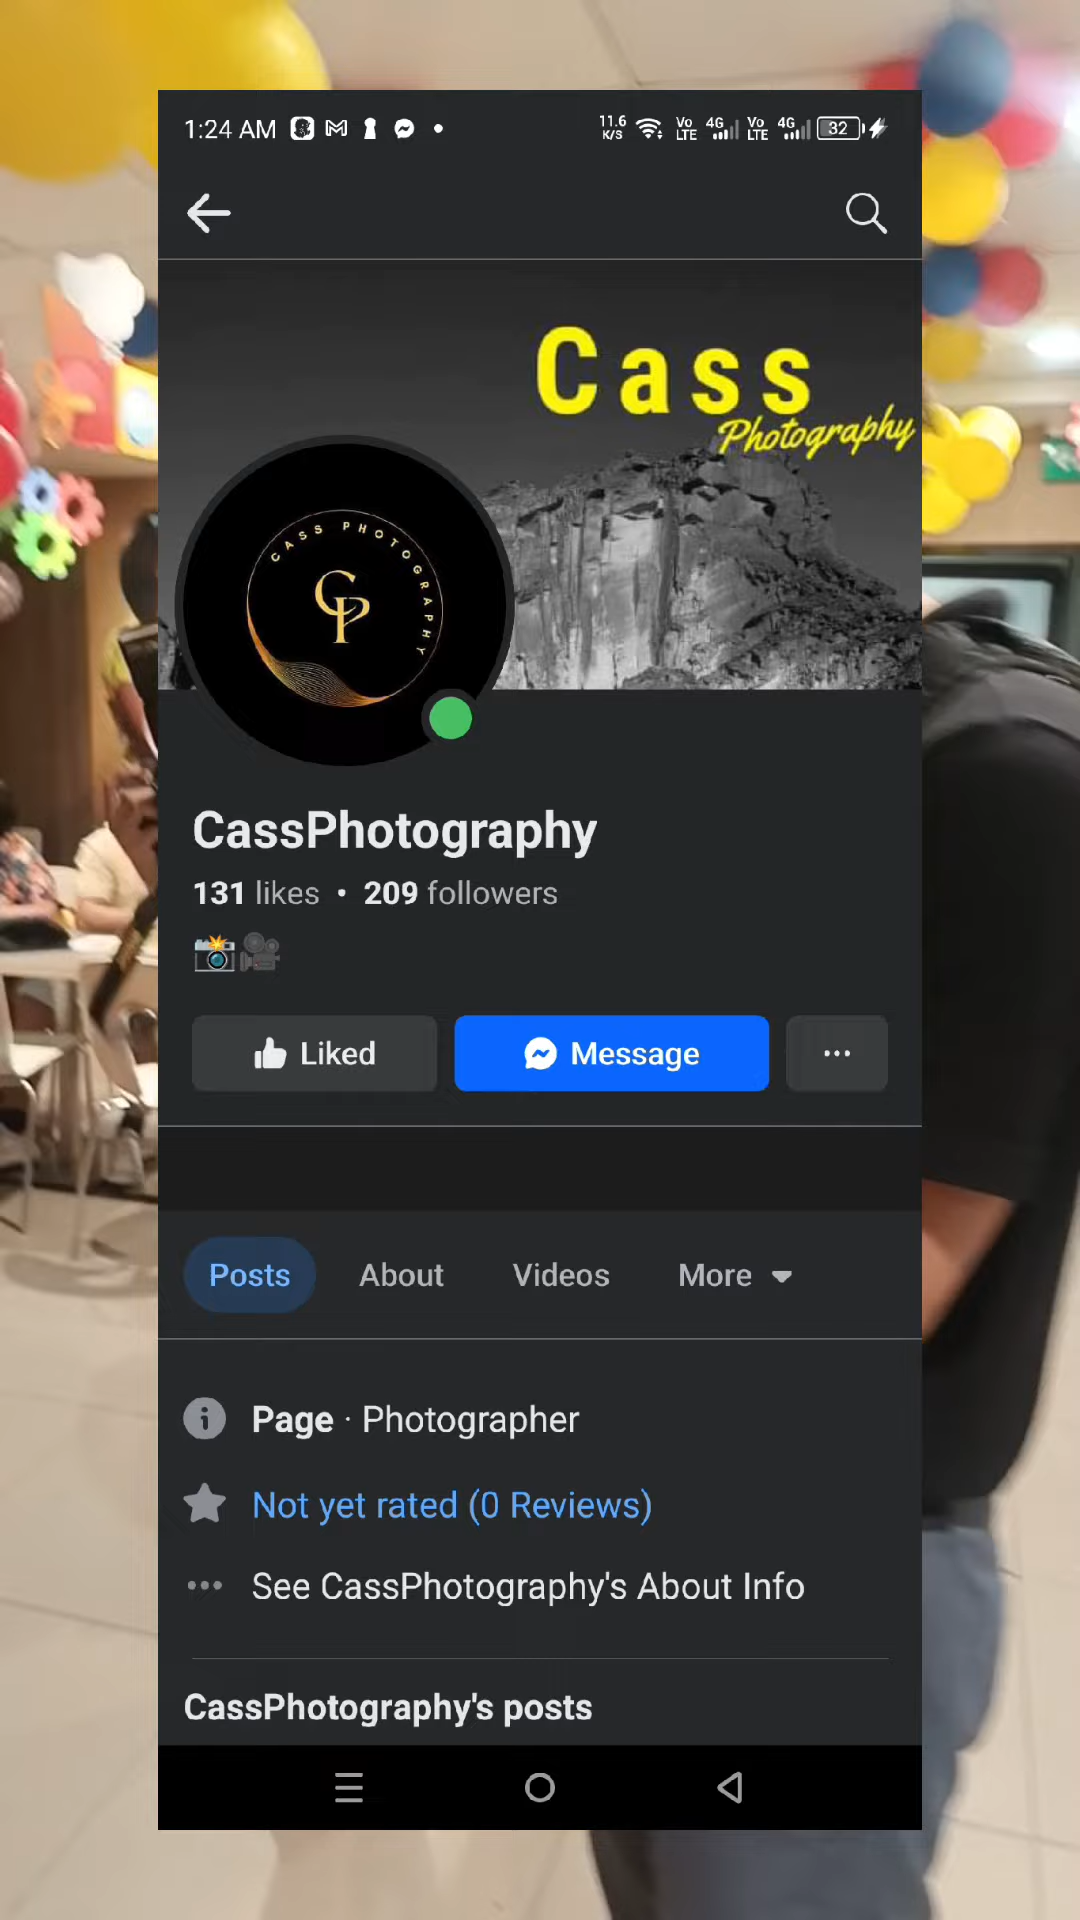 1:24 AM
11.6 K/S Vo LTE 4G Vo LTE 4G 32
Cass
Photography
CASS PHOTOGRAPHY
CP
CassPhotography
131 likes • 209 followers
Liked
Message
Posts About Videos More
Page · Photographer
Not yet rated (0 Reviews)
See CassPhotography's About Info
CassPhotography's posts